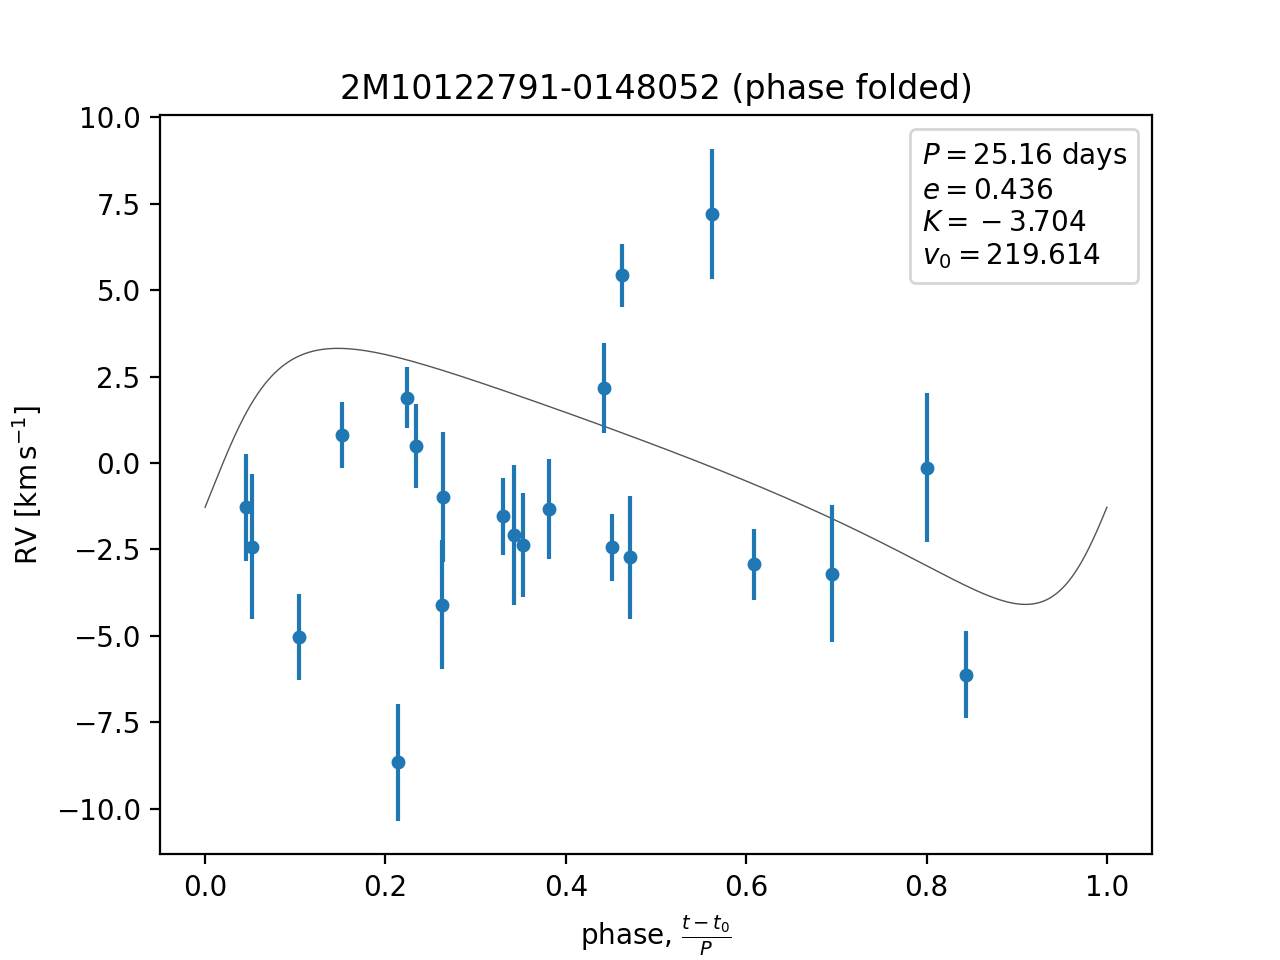 2M10122791-0148052 (phase folded)
P = 25.16 days
e = 0.436
K = −3.704
v₀ = 219.614
10.0
7.5
5.0
2.5
0.0
−2.5
−5.0
−7.5
−10.0
RV [km s⁻¹]
0.0 0.2 0.4 0.6 0.8 1.0
phase, (t − t₀)/P